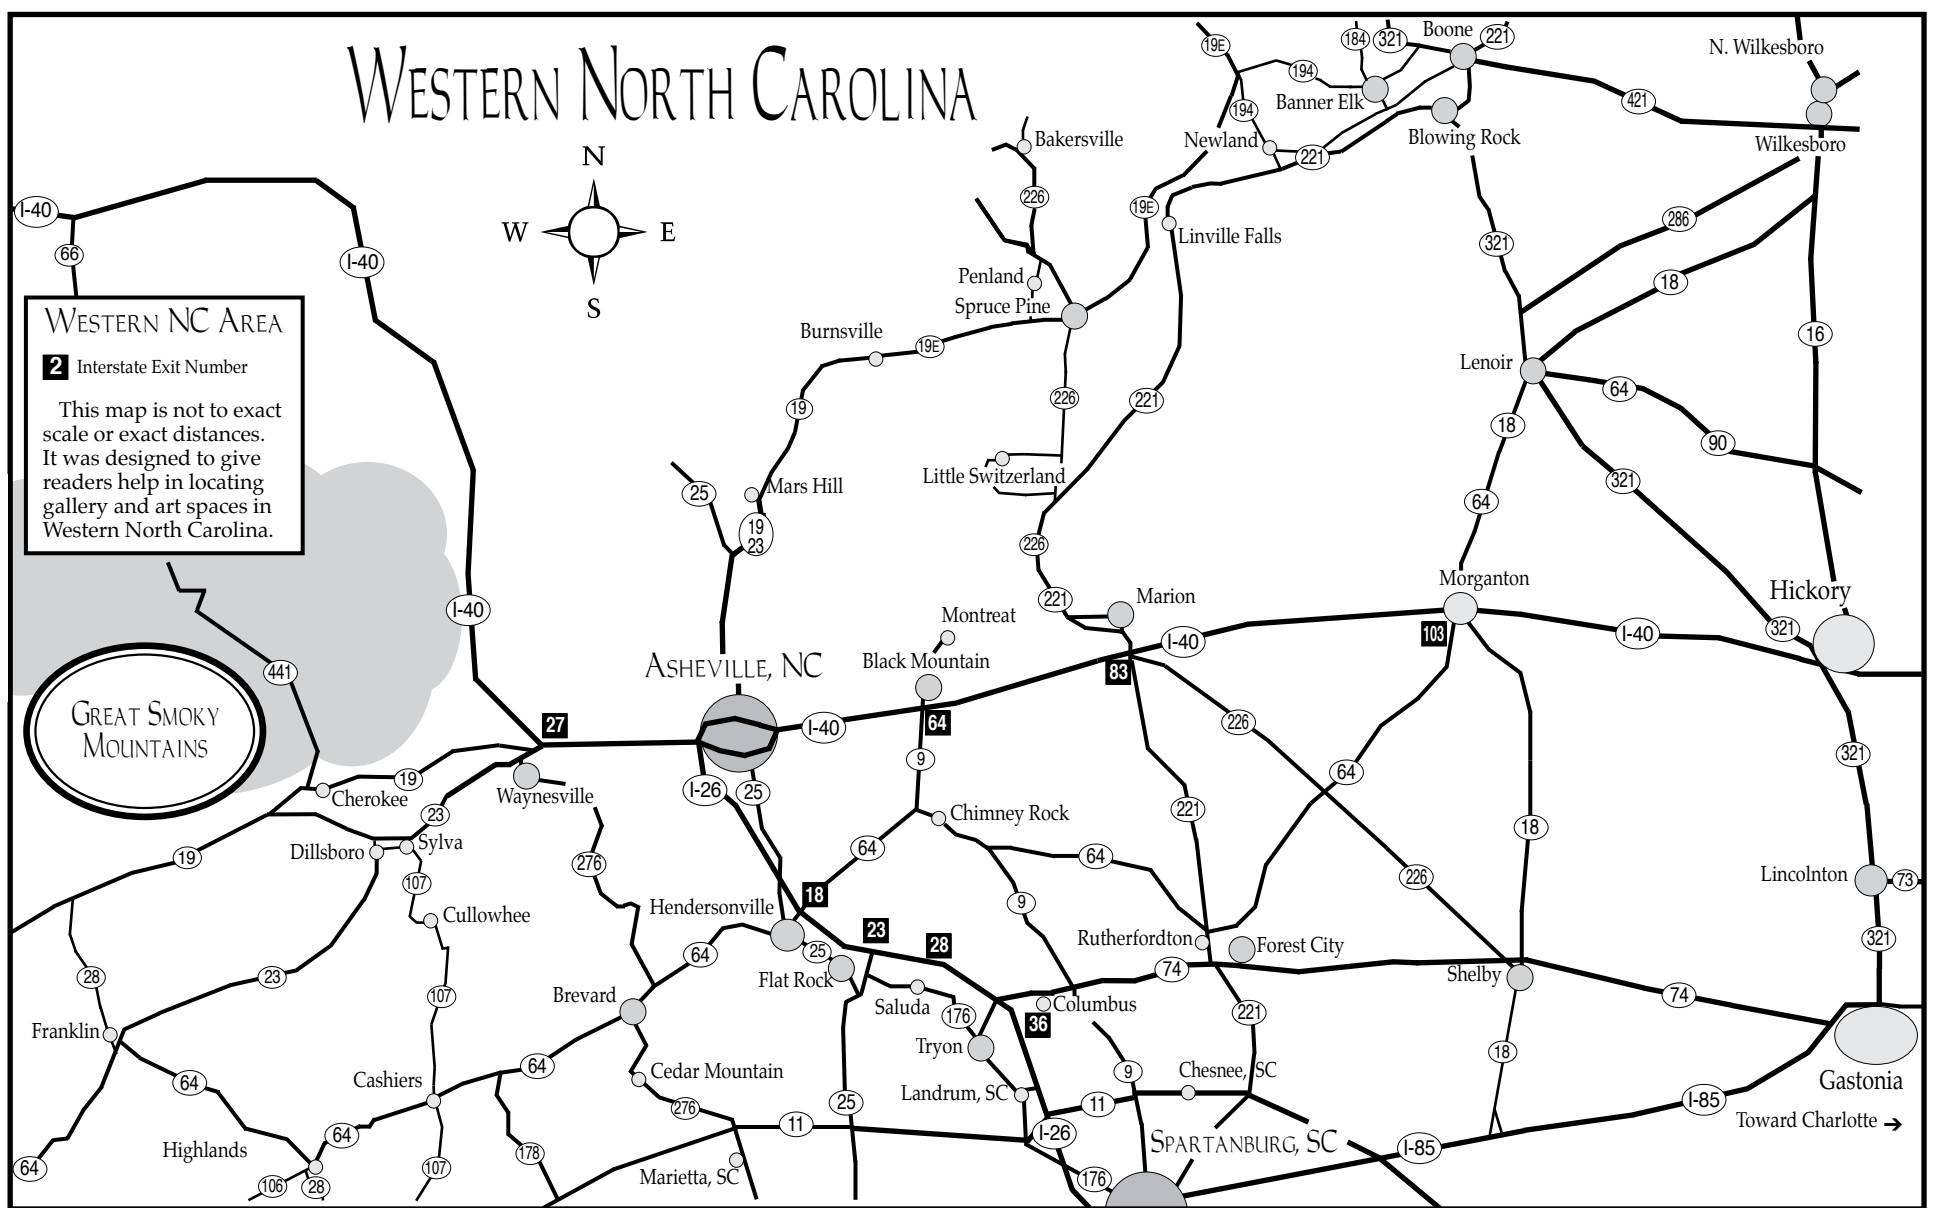 WESTERN NORTH CAROLINA
N
W
E
S
19E
184
321
Boone
221
N. Wilkesboro
194
Banner Elk
194
421
Newland
221
Blowing Rock
Wilkesboro
Bakersville
226
19E
Linville Falls
321
286
18
16
I-40
66
I-40
WESTERN NC AREA
2 Interstate Exit Number
This map is not to exact
scale or exact distances.
It was designed to give
readers help in locating
gallery and art spaces in
Western North Carolina.
Penland
Spruce Pine
Burnsville
19E
19
226
221
Lenoir
64
18
90
321
64
Little Switzerland
25
Mars Hill
19
23
226
221
Marion
Morganton
Hickory
I-40
Montreat
Black Mountain
ASHEVILLE, NC
I-40
83
103
I-40
321
441
GREAT SMOKY
MOUNTAINS
27
I-40
64
226
64
321
9
Cherokee
19
Waynesville
I-26
25
23
Chimney Rock
221
18
Dillsboro
Sylva
19
276
64
64
107
226
Lincolnton
73
Cullowhee
Hendersonville
18
9
23
28
Rutherfordton
Forest City
321
64
25
Flat Rock
74
Shelby
28
23
107
Brevard
Saluda
176
Columbus
36
221
74
Franklin
Tryon
18
64
Cashiers
64
Cedar Mountain
Landrum, SC
9
Chesnee, SC
Gastonia
276
25
11
11
I-85
Toward Charlotte →
Highlands
64
178
I-26
SPARTANBURG, SC
I-85
64
106
28
107
Marietta, SC
176